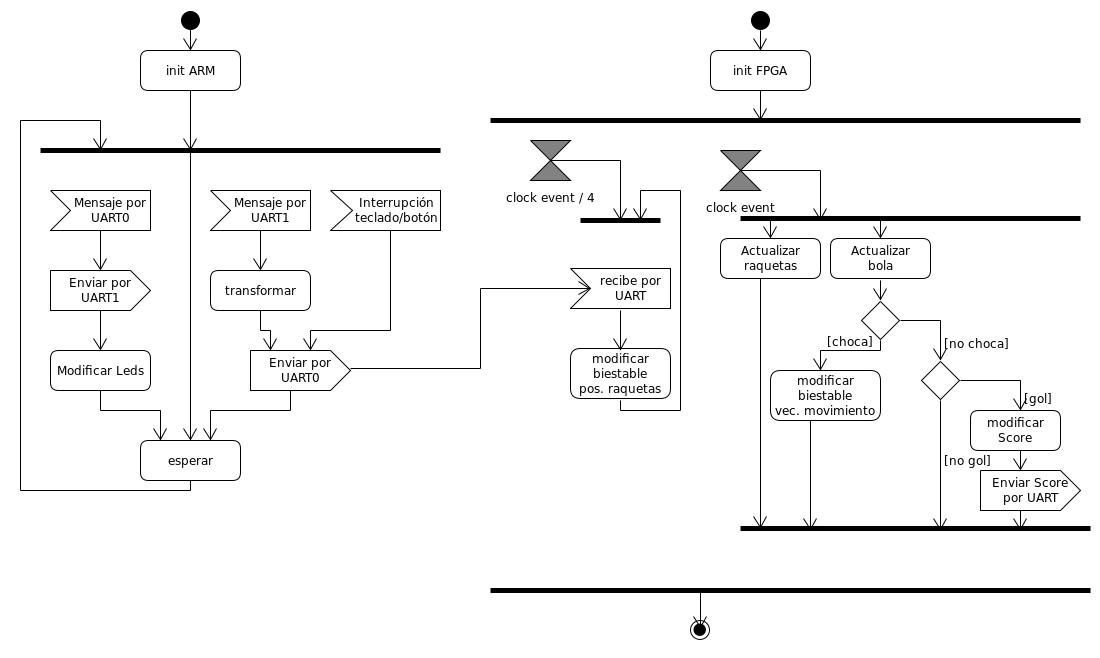 init ARM
Mensaje por
UART0
Mensaje por
UART1
Interrupción
teclado/botón
Enviar por
UART1
transformar
Modificar Leds
Enviar por
UART0
esperar
init FPGA
clock event / 4
clock event
recibe por
UART
modificar
biestable
pos. raquetas
Actualizar
raquetas
Actualizar
bola
[choca]
[no choca]
modificar
biestable
vec. movimiento
[gol]
modificar
Score
[no gol]
Enviar Score
por UART